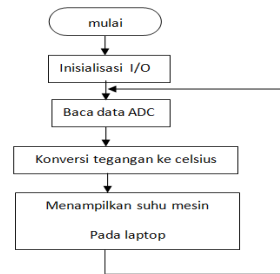 mulai
Inisialisasi I/O
Baca data ADC
Konversi tegangan ke celsius
Menampilkan suhu mesin
Pada laptop